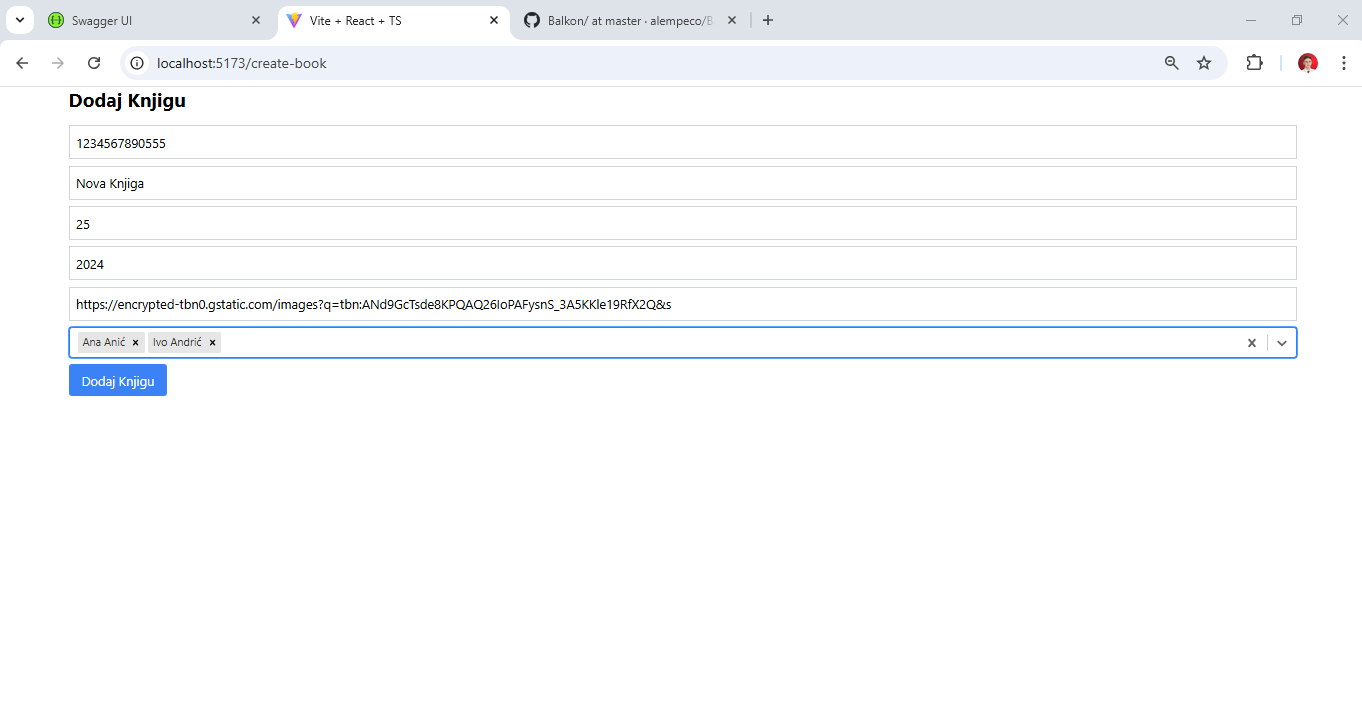 Swagger UI
Vite + React + TS
Balkon/ at master · alempeco/B
localhost:5173/create-book
Dodaj Knjigu
1234567890555
Nova Knjiga
25
2024
https://encrypted-tbn0.gstatic.com/images?q=tbn:ANd9GcTsde8KPQAQ26IoPAFysnS_3A5KKle19RfX2Q&s
Ana Anić Ivo Andrić
Dodaj Knjigu